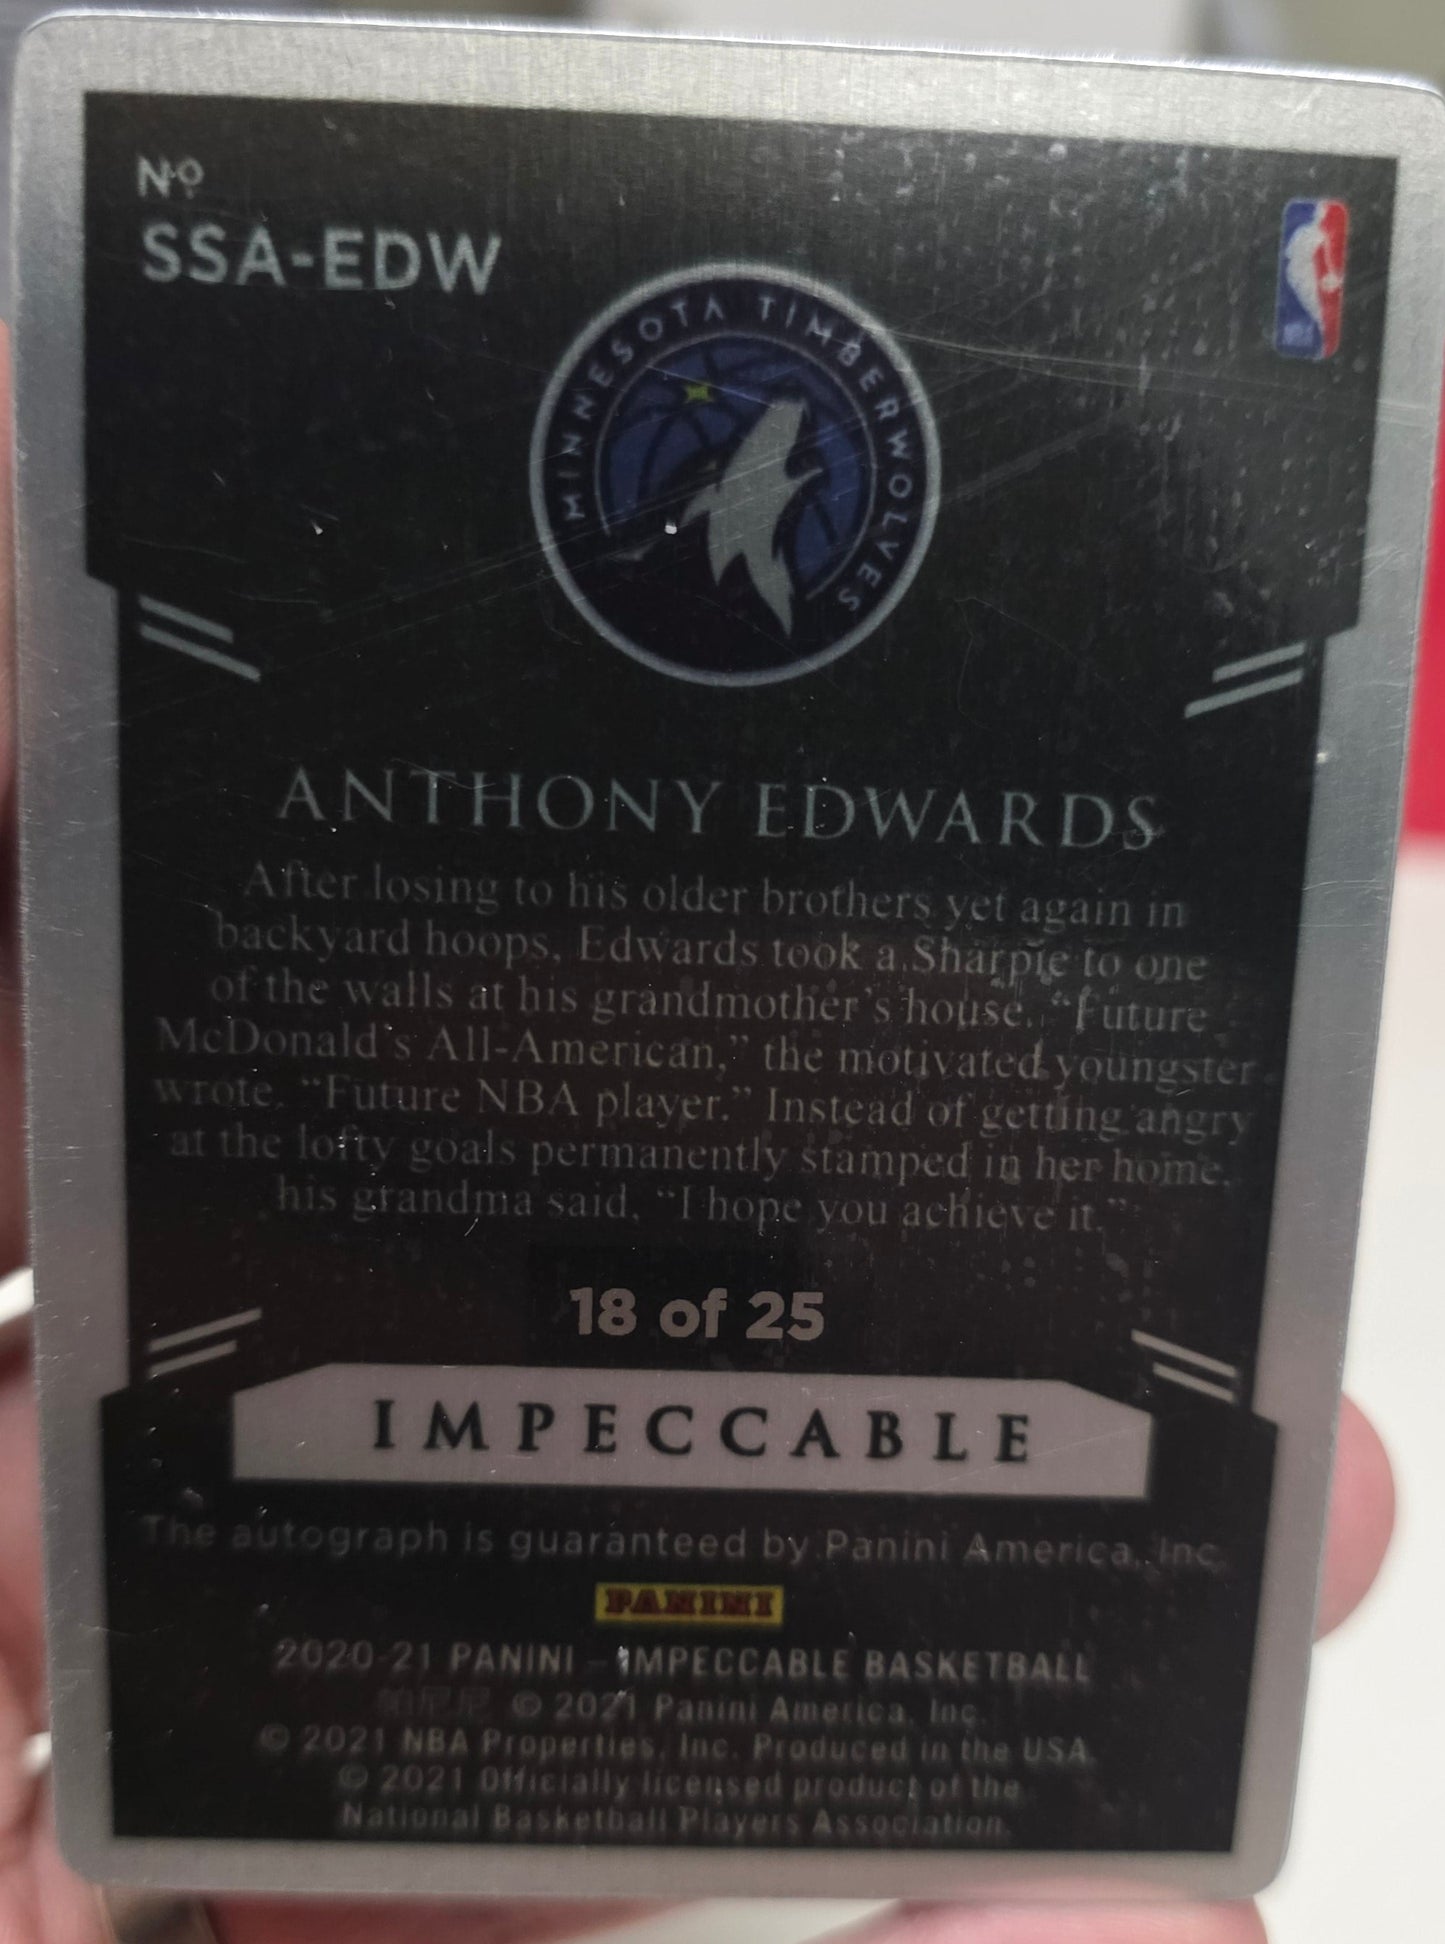 Nº
SSA-EDW
MINNESOTA TIMBERWOLVES
ANTHONY EDWARDS
After losing to his older brothers yet again in
backyard hoops, Edwards took a Sharpie to one
of the walls at his grandmother's house. "Future
McDonald's All-American," the motivated youngster
wrote. "Future NBA player." Instead of getting angry
at the lofty goals permanently stamped in her home,
his grandma said, "I hope you achieve it."
18 of 25
IMPECCABLE
The autograph is guaranteed by Panini America, Inc.
PANINI
2020-21 PANINI – IMPECCABLE BASKETBALL
帕尼尼 © 2021 Panini America, Inc.
© 2021 NBA Properties, Inc. Produced in the USA.
© 2021 Officially licensed product of the
National Basketball Players Association.